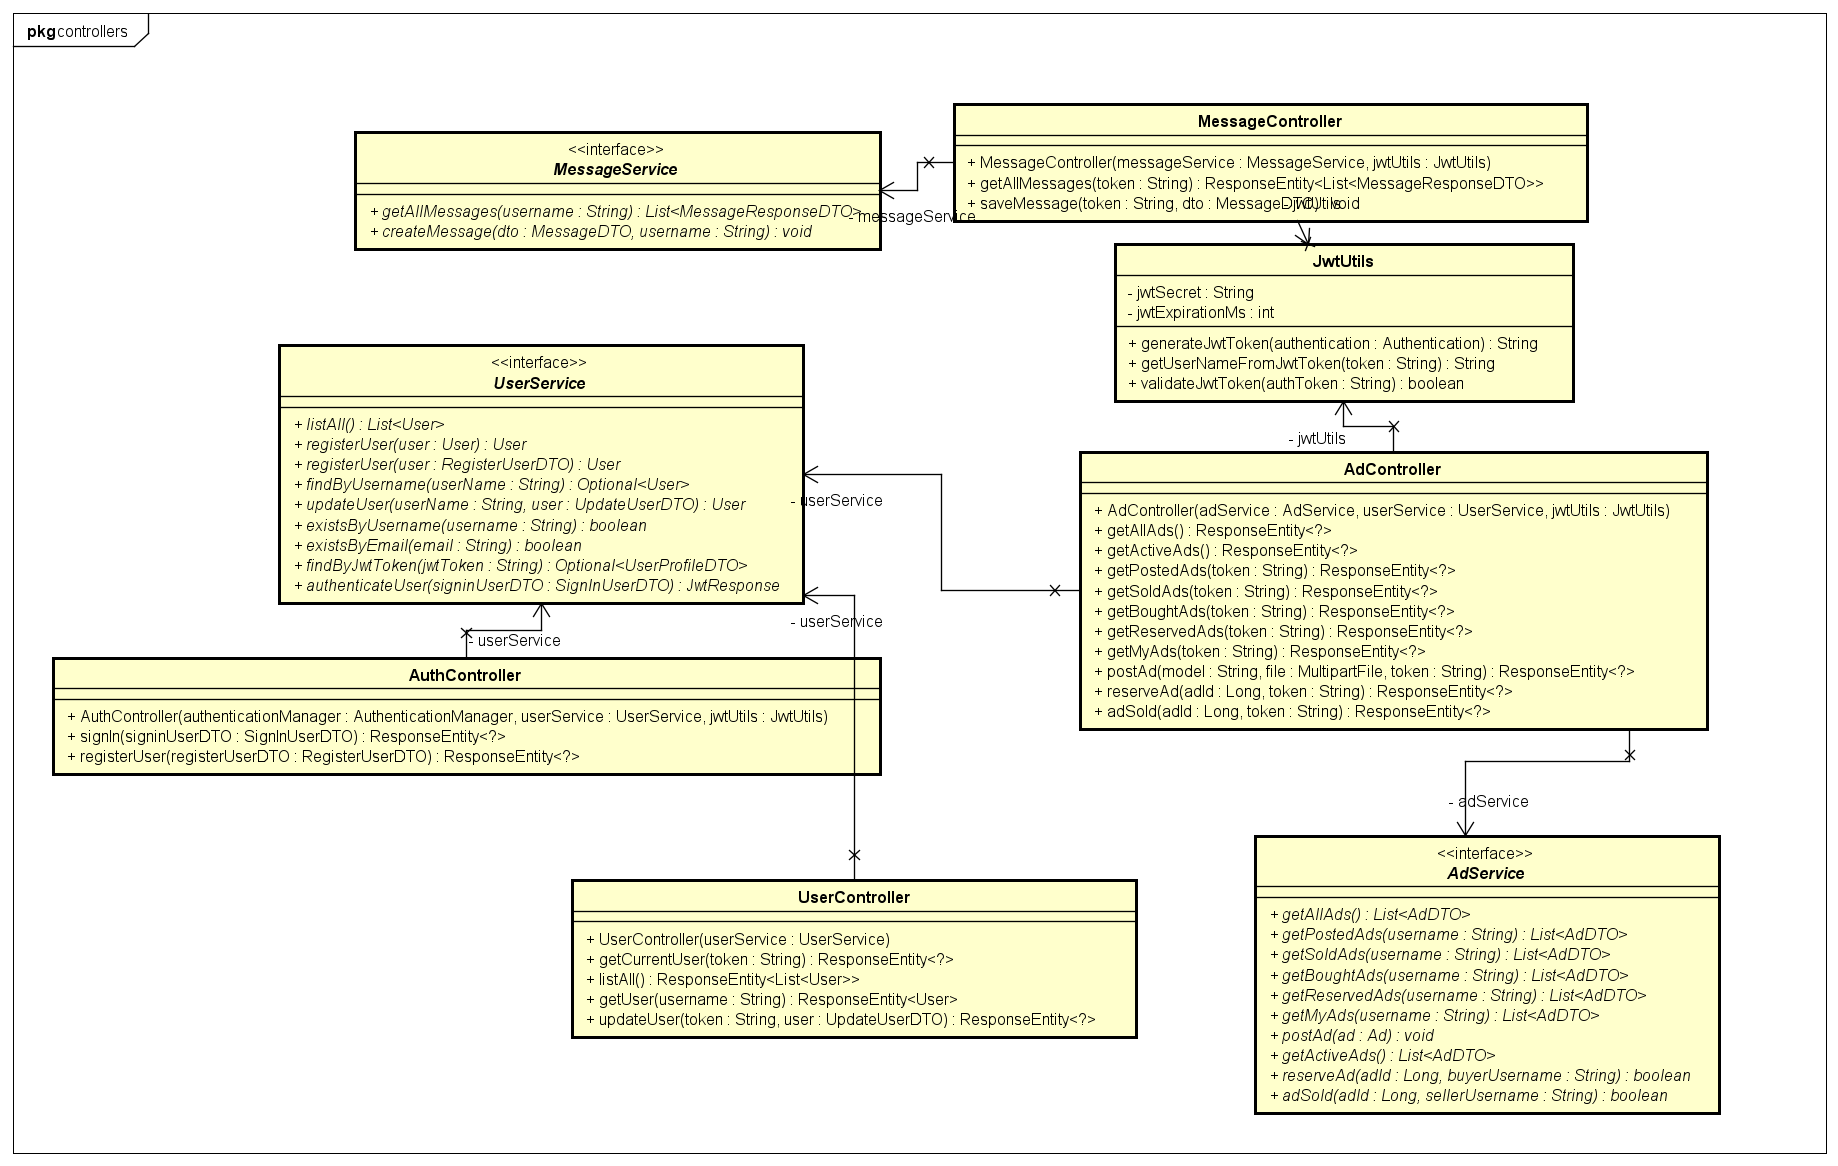 pkg controllers
MessageController
+ MessageController(messageService : MessageService, jwtUtils : JwtUtils)
+ getAllMessages(token : String) : ResponseEntity<List<MessageResponseDTO>>
+ saveMessage(token : String, dto : MessageDTO) : void
- jwtUtils
<<interface>>
MessageService
+ getAllMessages(username : String) : List<MessageResponseDTO>
+ createMessage(dto : MessageDTO, username : String) : void
- messageService
JwtUtils
- jwtSecret : String
- jwtExpirationMs : int
+ generateJwtToken(authentication : Authentication) : String
+ getUserNameFromJwtToken(token : String) : String
+ validateJwtToken(authToken : String) : boolean
- jwtUtils
<<interface>>
UserService
+ listAll() : List<User>
+ registerUser(user : User) : User
+ registerUser(user : RegisterUserDTO) : User
+ findByUsername(userName : String) : Optional<User>
+ updateUser(userName : String, user : UpdateUserDTO) : User
+ existsByUsername(username : String) : boolean
+ existsByEmail(email : String) : boolean
+ findByJwtToken(jwtToken : String) : Optional<UserProfileDTO>
+ authenticateUser(signinUserDTO : SignInUserDTO) : JwtResponse
- userService
- userService
- userService
AdController
+ AdController(adService : AdService, userService : UserService, jwtUtils : JwtUtils)
+ getAllAds() : ResponseEntity<?>
+ getActiveAds() : ResponseEntity<?>
+ getPostedAds(token : String) : ResponseEntity<?>
+ getSoldAds(token : String) : ResponseEntity<?>
+ getBoughtAds(token : String) : ResponseEntity<?>
+ getReservedAds(token : String) : ResponseEntity<?>
+ getMyAds(token : String) : ResponseEntity<?>
+ postAd(model : String, file : MultipartFile, token : String) : ResponseEntity<?>
+ reserveAd(adId : Long, token : String) : ResponseEntity<?>
+ adSold(adId : Long, token : String) : ResponseEntity<?>
AuthController
+ AuthController(authenticationManager : AuthenticationManager, userService : UserService, jwtUtils : JwtUtils)
+ signIn(signinUserDTO : SignInUserDTO) : ResponseEntity<?>
+ registerUser(registerUserDTO : RegisterUserDTO) : ResponseEntity<?>
- adService
UserController
+ UserController(userService : UserService)
+ getCurrentUser(token : String) : ResponseEntity<?>
+ listAll() : ResponseEntity<List<User>>
+ getUser(username : String) : ResponseEntity<User>
+ updateUser(token : String, user : UpdateUserDTO) : ResponseEntity<?>
<<interface>>
AdService
+ getAllAds() : List<AdDTO>
+ getPostedAds(username : String) : List<AdDTO>
+ getSoldAds(username : String) : List<AdDTO>
+ getBoughtAds(username : String) : List<AdDTO>
+ getReservedAds(username : String) : List<AdDTO>
+ getMyAds(username : String) : List<AdDTO>
+ postAd(ad : Ad) : void
+ getActiveAds() : List<AdDTO>
+ reserveAd(adId : Long, buyerUsername : String) : boolean
+ adSold(adId : Long, sellerUsername : String) : boolean